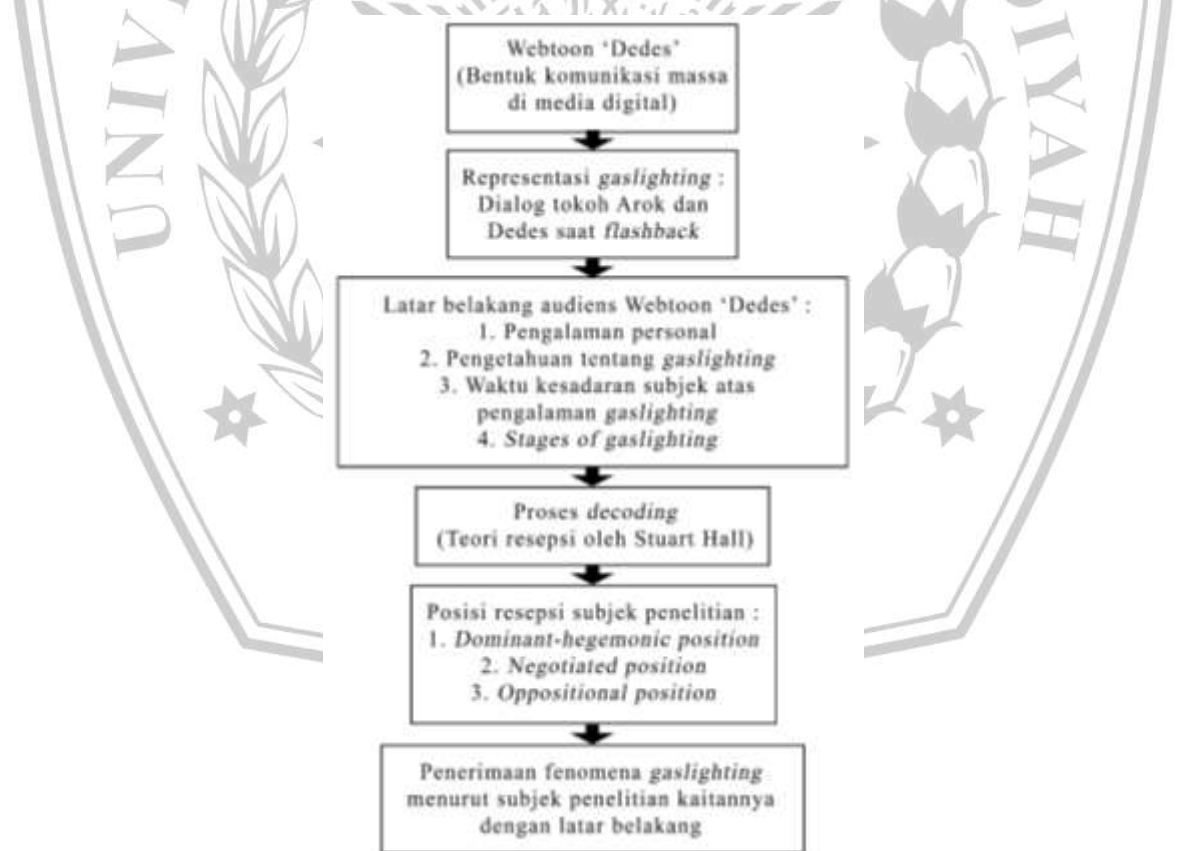 UNIV
DIYAH
Webtoon ‘Dedes’
(Bentuk komunikasi massa
di media digital)
Representasi gaslighting :
Dialog tokoh Arok dan
Dedes saat flashback
Latar belakang audiens Webtoon ‘Dedes’ :
1. Pengalaman personal
2. Pengetahuan tentang gaslighting
3. Waktu kesadaran subjek atas
pengalaman gaslighting
4. Stages of gaslighting
Proses decoding
(Teori resepsi oleh Stuart Hall)
Posisi resepsi subjek penelitian :
1. Dominant-hegemonic position
2. Negotiated position
3. Oppositional position
Penerimaan fenomena gaslighting
menurut subjek penelitian kaitannya
dengan latar belakang